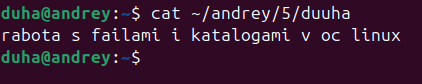 duha@andrey:~$ cat ~/andrey/5/duuha
rabota s failami i katalogami v oc linux
duha@andrey:~$